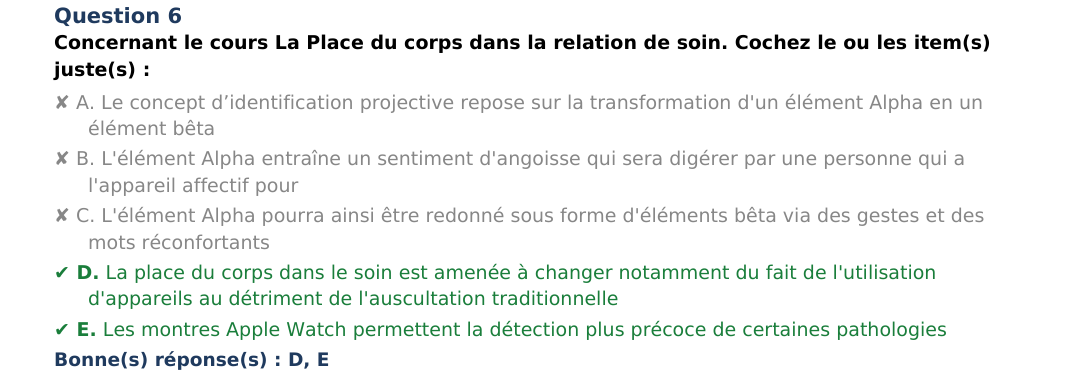 Question 6
Concernant le cours La Place du corps dans la relation de soin. Cochez le ou les item(s)
juste(s) :
✘ A. Le concept d’identification projective repose sur la transformation d'un élément Alpha en un
élément bêta
✘ B. L'élément Alpha entraîne un sentiment d'angoisse qui sera digérer par une personne qui a
l'appareil affectif pour
✘ C. L'élément Alpha pourra ainsi être redonné sous forme d'éléments bêta via des gestes et des
mots réconfortants
✔ D. La place du corps dans le soin est amenée à changer notamment du fait de l'utilisation
d'appareils au détriment de l'auscultation traditionnelle
✔ E. Les montres Apple Watch permettent la détection plus précoce de certaines pathologies
Bonne(s) réponse(s) : D, E